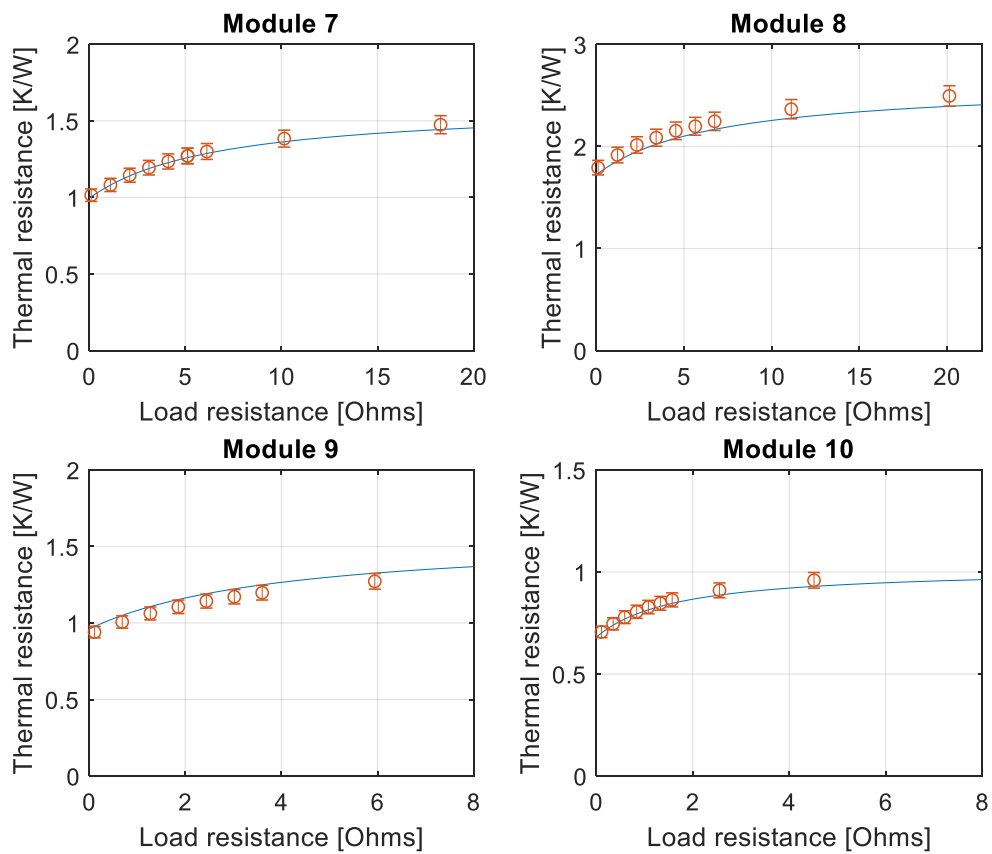 Module 7
Thermal resistance [K/W]
2
1.5
1
0.5
0
0 5 10 15 20
Load resistance [Ohms]
Module 8
Thermal resistance [K/W]
3
2
1
0
0 5 10 15 20
Load resistance [Ohms]
Module 9
Thermal resistance [K/W]
2
1.5
1
0.5
0
0 2 4 6 8
Load resistance [Ohms]
Module 10
Thermal resistance [K/W]
1.5
1
0.5
0
0 2 4 6 8
Load resistance [Ohms]